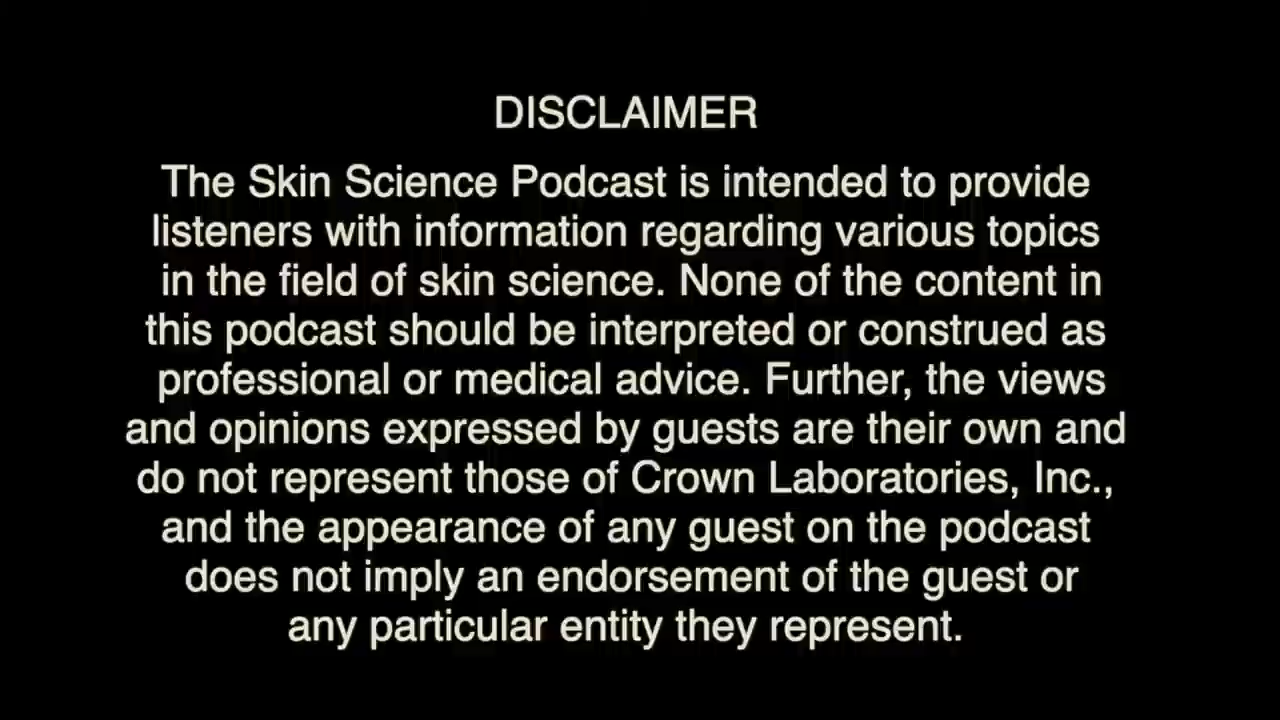 DISCLAIMER
The Skin Science Podcast is intended to provide
listeners with information regarding various topics
in the field of skin science. None of the content in
this podcast should be interpreted or construed as
professional or medical advice. Further, the views
and opinions expressed by guests are their own and
do not represent those of Crown Laboratories, Inc.,
and the appearance of any guest on the podcast
does not imply an endorsement of the guest or
any particular entity they represent.